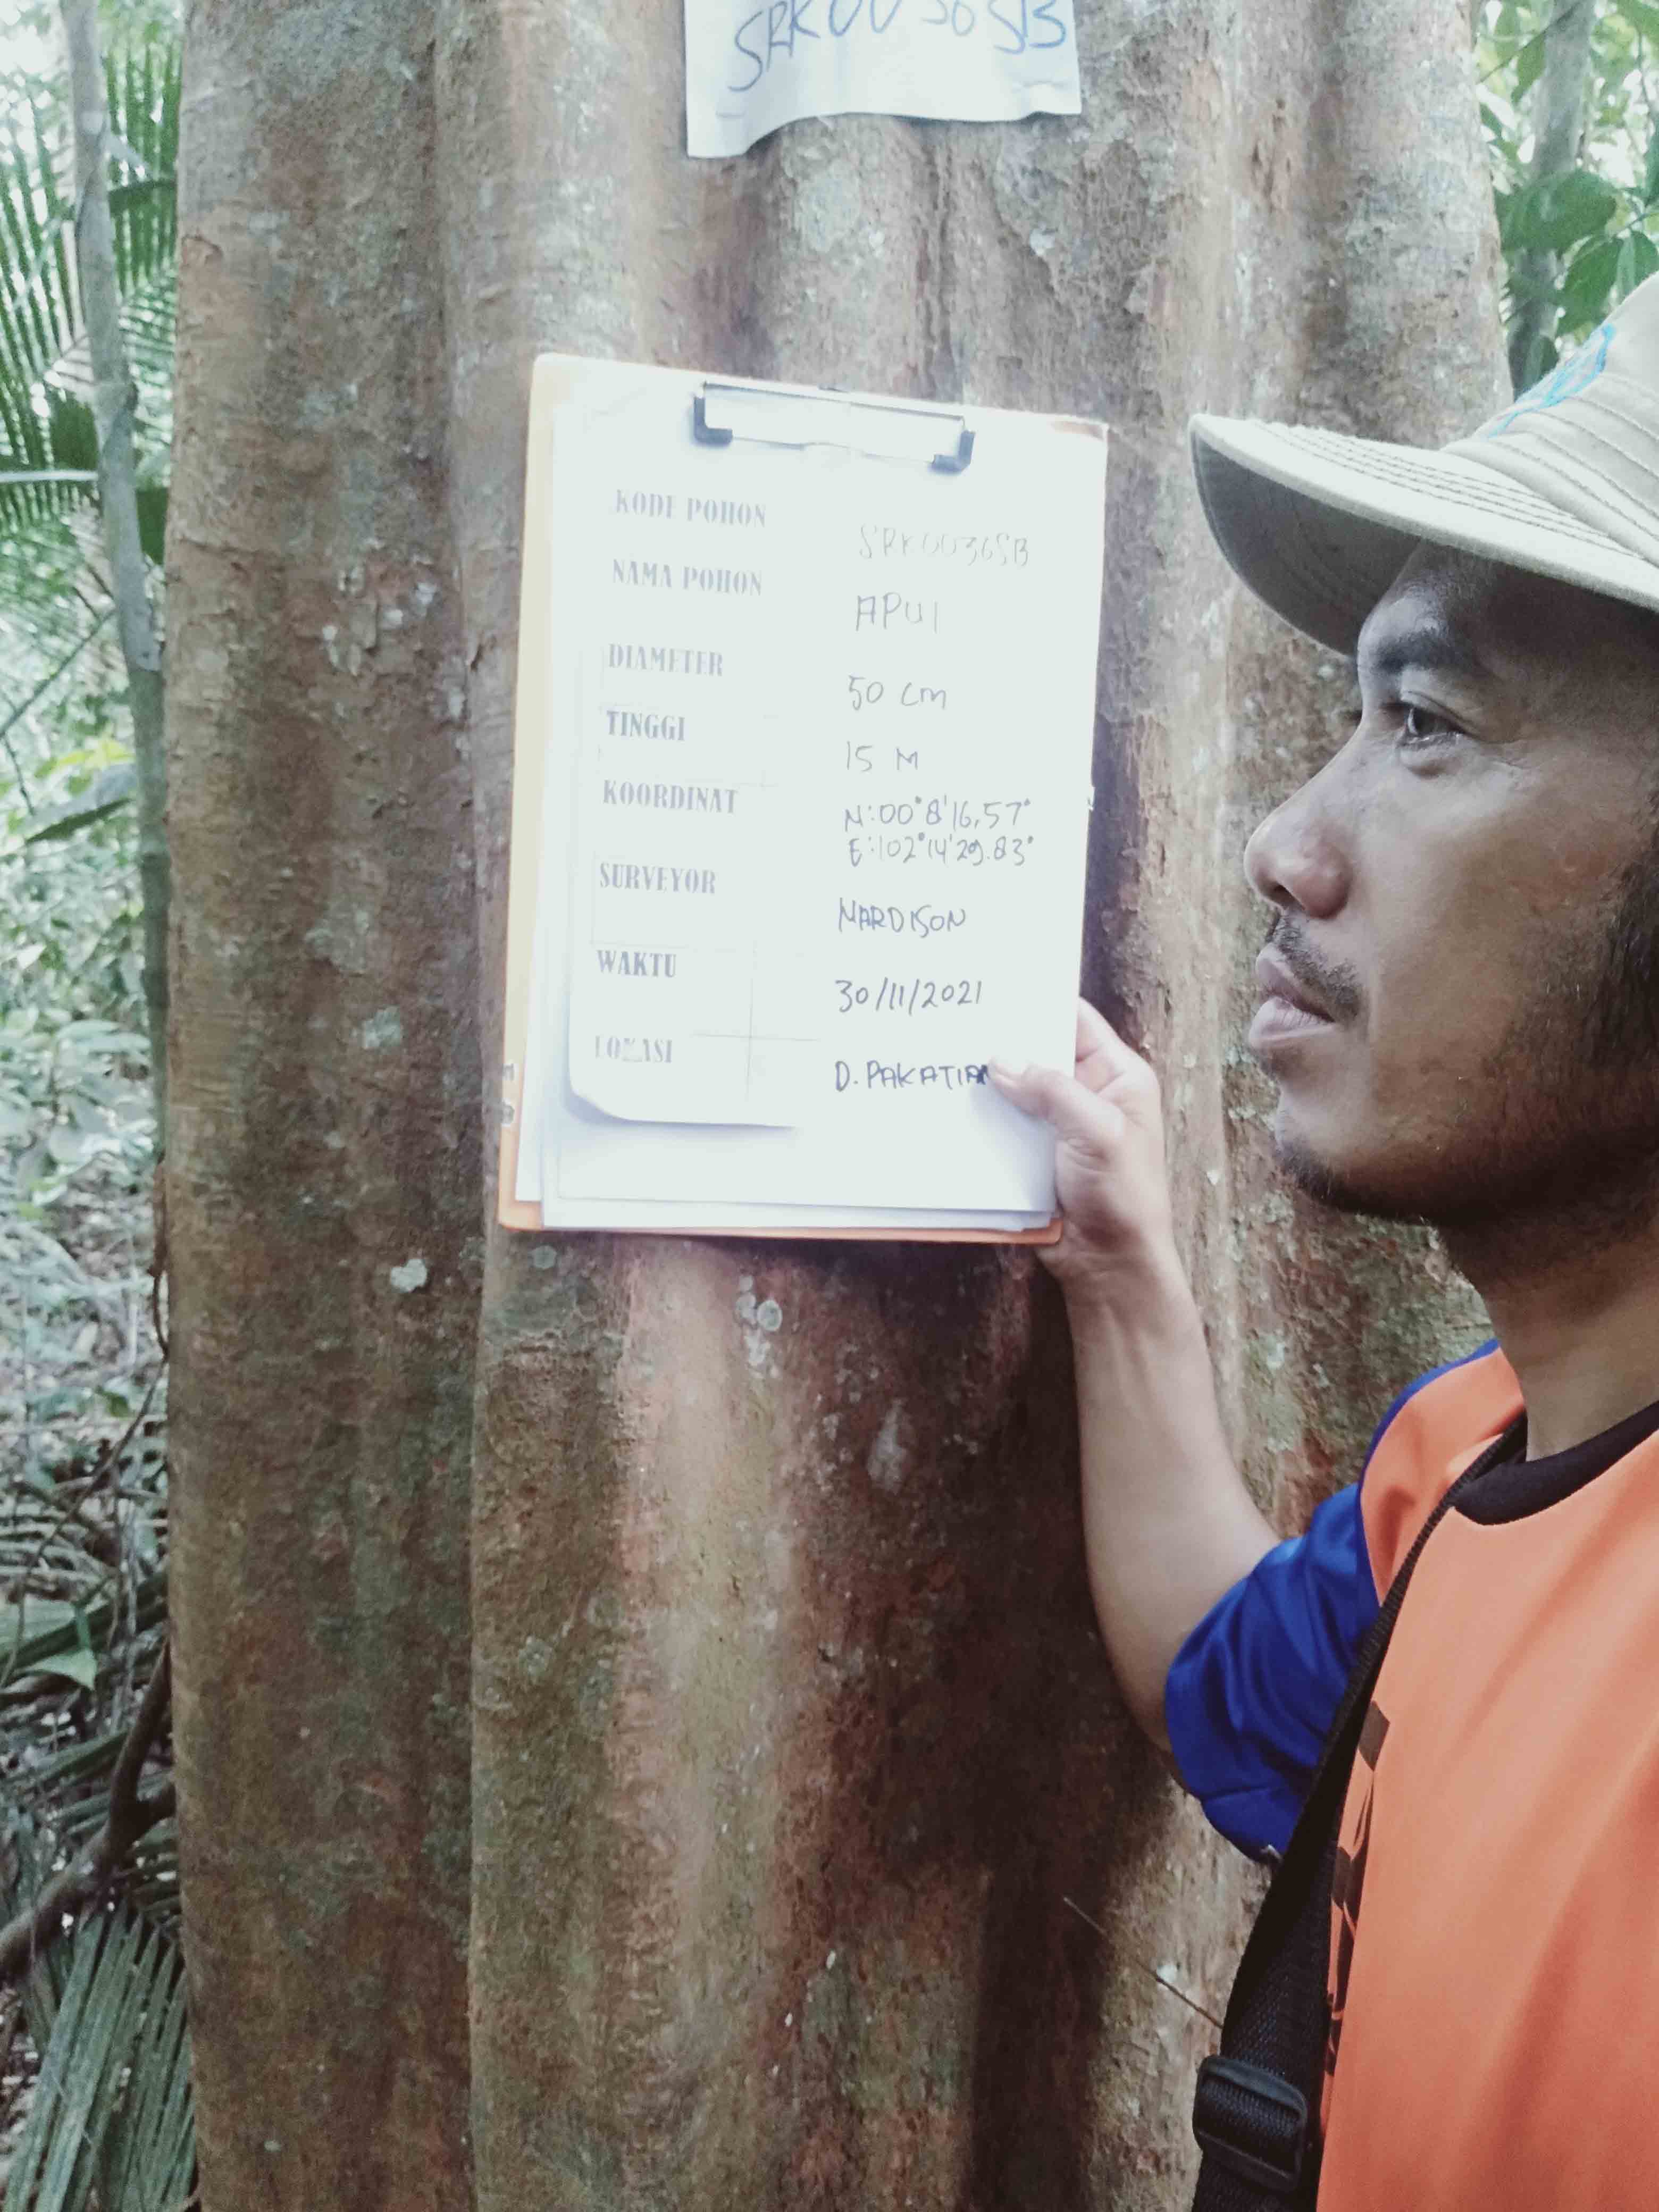 SRK0036SB
KODE POHON SRK0036SB
NAMA POHON APUI
DIAMETER 50 cm
TINGGI 15 M
KOORDINAT N:00°8'16,57"
E:102°14'29.83"
SURVEYOR MARDISON
WAKTU 30/11/2021
LOKASI D. PAKATIAN